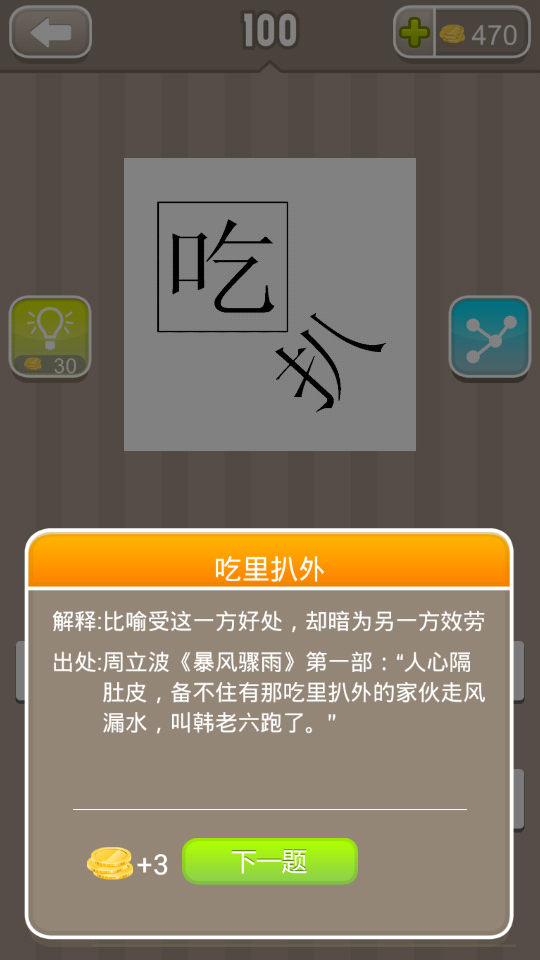 100
470
吃
扒
30
吃里扒外
解释:比喻受这一方好处，却暗为另一方效劳
出处:周立波《暴风骤雨》第一部：“人心隔
肚皮，备不住有那吃里扒外的家伙走风
漏水，叫韩老六跑了。”
+3
下一题